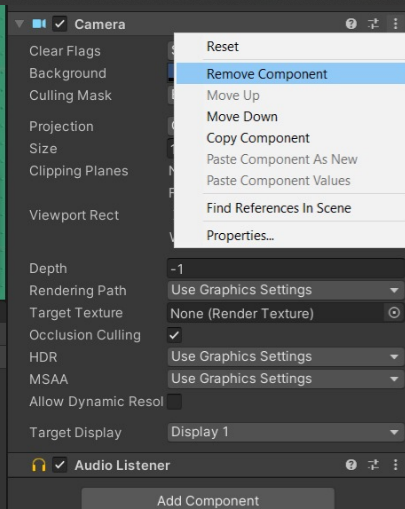 Camera
Clear Flags
Reset
Background
Remove Component
Culling Mask
Move Up
Move Down
Projection
Copy Component
Size
Paste Component As New
Clipping Planes
Paste Component Values
Find References In Scene
Viewport Rect
Properties...
Depth -1
Rendering Path Use Graphics Settings
Target Texture None (Render Texture)
Occlusion Culling
HDR Use Graphics Settings
MSAA Use Graphics Settings
Allow Dynamic Resol
Target Display Display 1
Audio Listener
Add Component